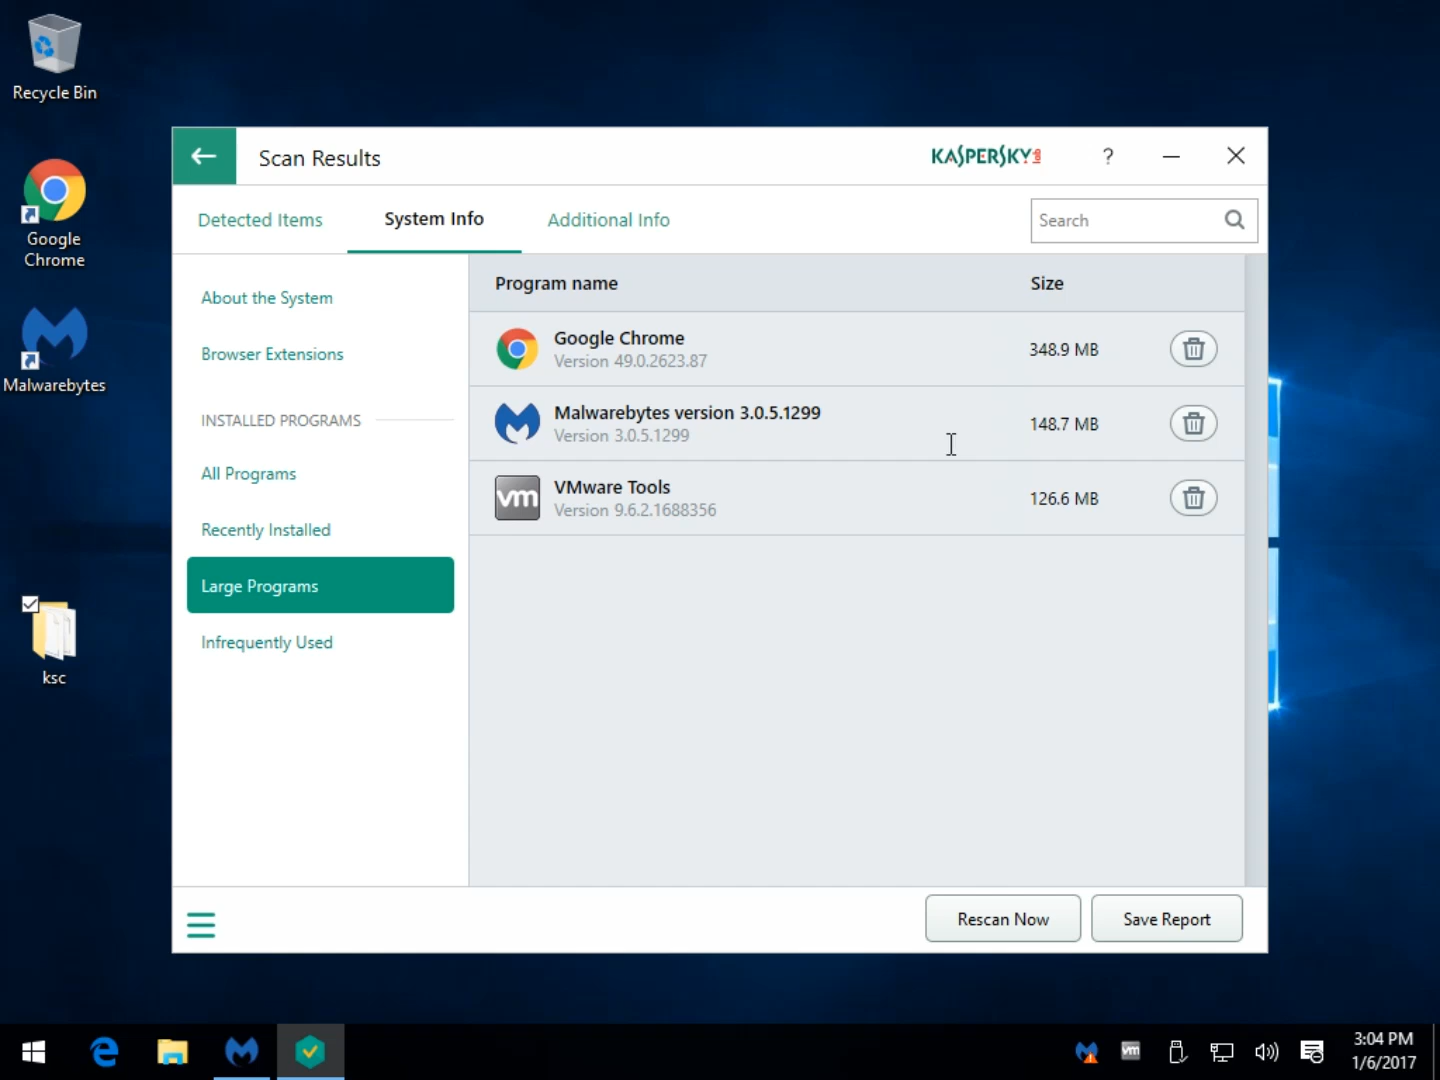 Recycle Bin
Google
Chrome
Malwarebytes
ksc
Scan Results
KASPERSKY
?
Detected Items
System Info
Additional Info
Search
About the System
Browser Extensions
INSTALLED PROGRAMS
All Programs
Recently Installed
Large Programs
Infrequently Used
Program name
Size
Google Chrome
Version 49.0.2623.87
348.9 MB
Malwarebytes version 3.0.5.1299
Version 3.0.5.1299
148.7 MB
vm
VMware Tools
Version 9.6.2.1688356
126.6 MB
Rescan Now
Save Report
vm
3:04 PM
1/6/2017